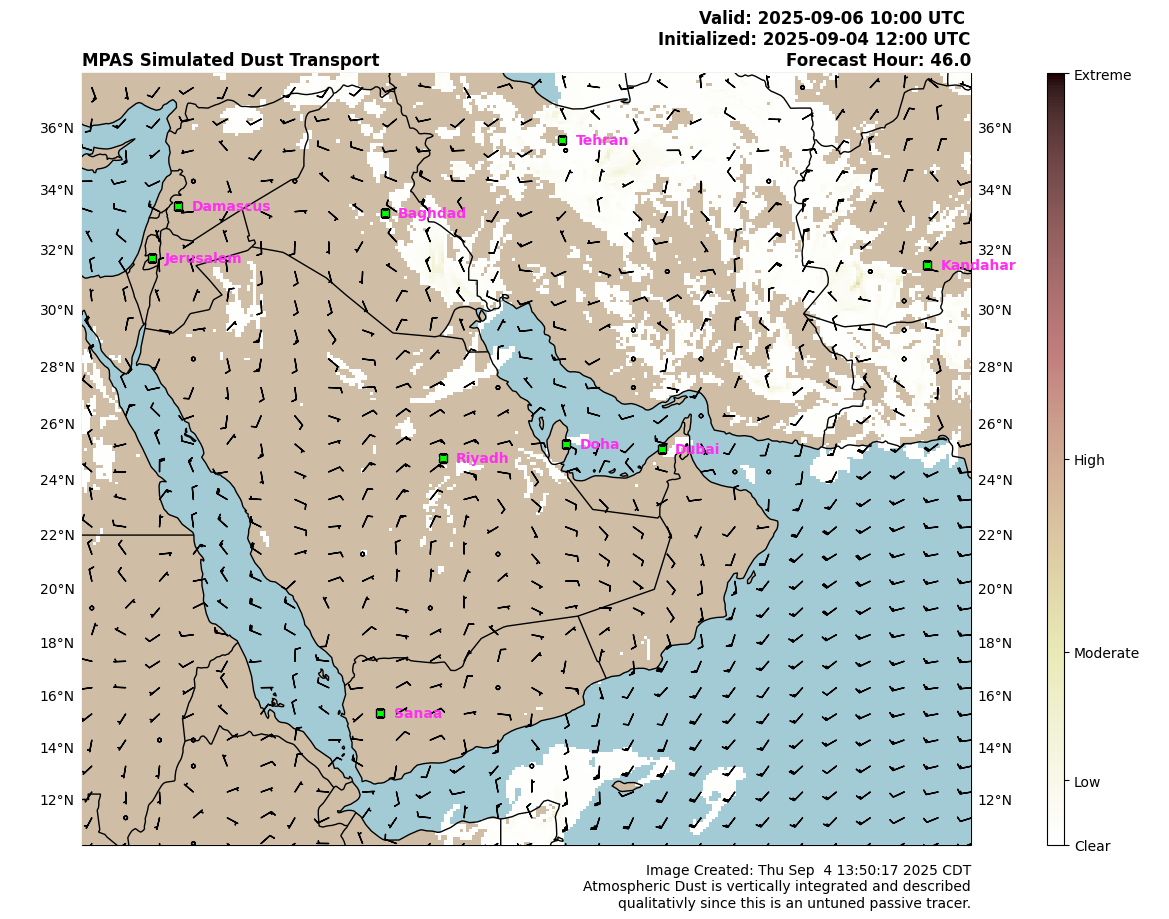 Valid: 2025-09-06 10:00 UTC
Initialized: 2025-09-04 12:00 UTC
MPAS Simulated Dust Transport
Forecast Hour: 46.0
Extreme
36°N
36°N
Tehran
34°N
34°N
Damascus
Baghdad
32°N
32°N
Jerusalem
Kandahar
30°N
30°N
28°N
28°N
26°N
26°N
Doha
Dubai
Riyadh
High
24°N
24°N
22°N
22°N
20°N
20°N
18°N
18°N
Moderate
16°N
16°N
Sanaa
14°N
14°N
Low
12°N
12°N
Clear
Image Created: Thu Sep  4 13:50:17 2025 CDT
Atmospheric Dust is vertically integrated and described
qualitativly since this is an untuned passive tracer.